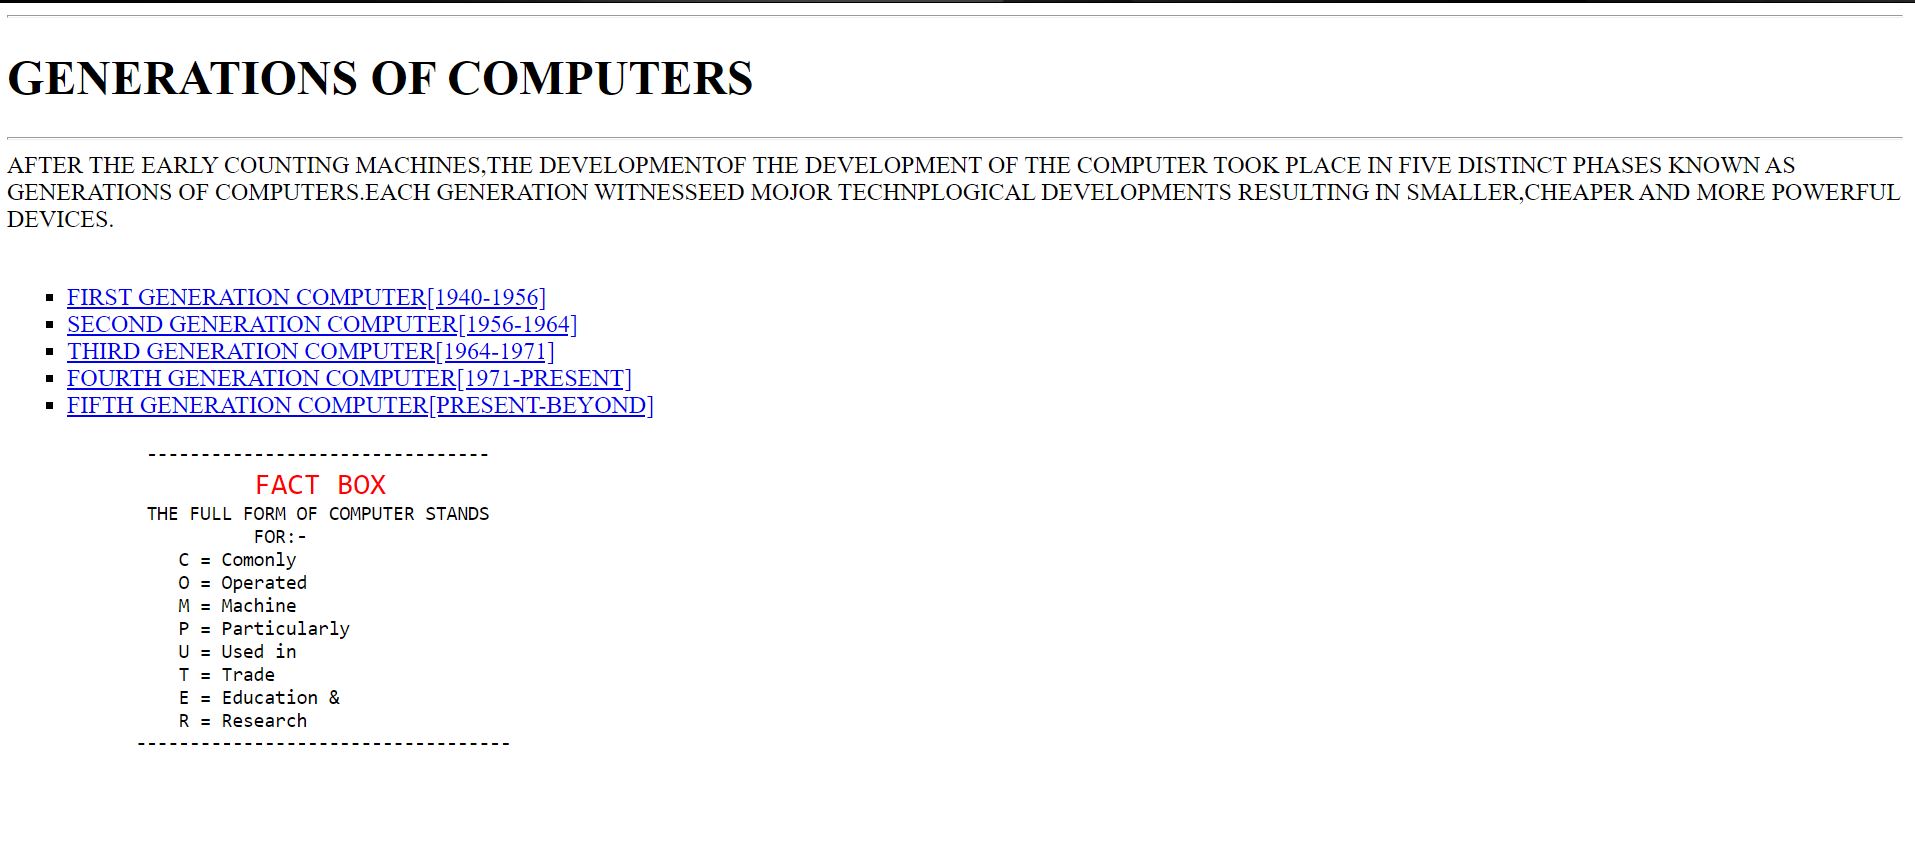 GENERATIONS OF COMPUTERS
AFTER THE EARLY COUNTING MACHINES,THE DEVELOPMENTOF THE DEVELOPMENT OF THE COMPUTER TOOK PLACE IN FIVE DISTINCT PHASES KNOWN AS
GENERATIONS OF COMPUTERS.EACH GENERATION WITNESSEED MOJOR TECHNPLOGICAL DEVELOPMENTS RESULTING IN SMALLER,CHEAPER AND MORE POWERFUL
DEVICES.
▪ FIRST GENERATION COMPUTER[1940-1956]
▪ SECOND GENERATION COMPUTER[1956-1964]
▪ THIRD GENERATION COMPUTER[1964-1971]
▪ FOURTH GENERATION COMPUTER[1971-PRESENT]
▪ FIFTH GENERATION COMPUTER[PRESENT-BEYOND]
--------------------------------
FACT BOX
THE FULL FORM OF COMPUTER STANDS
FOR:-
C = Comonly
O = Operated
M = Machine
P = Particularly
U = Used in
T = Trade
E = Education &
R = Research
-----------------------------------